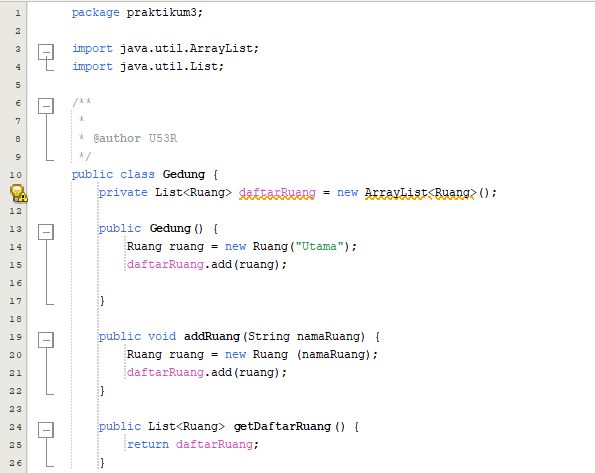 1 package praktikum3;
2
3 import java.util.ArrayList;
4 import java.util.List;
5
6 /**
7  *
8  * @author U53R
9  */
10 public class Gedung {
    private List<Ruang> daftarRuang = new ArrayList<Ruang>();
12
13     public Gedung() {
14         Ruang ruang = new Ruang("Utama");
15         daftarRuang.add(ruang);
16
17     }
18
19     public void addRuang(String namaRuang) {
20         Ruang ruang = new Ruang (namaRuang);
21         daftarRuang.add(ruang);
22     }
23
24     public List<Ruang> getDaftarRuang() {
25         return daftarRuang;
26     }